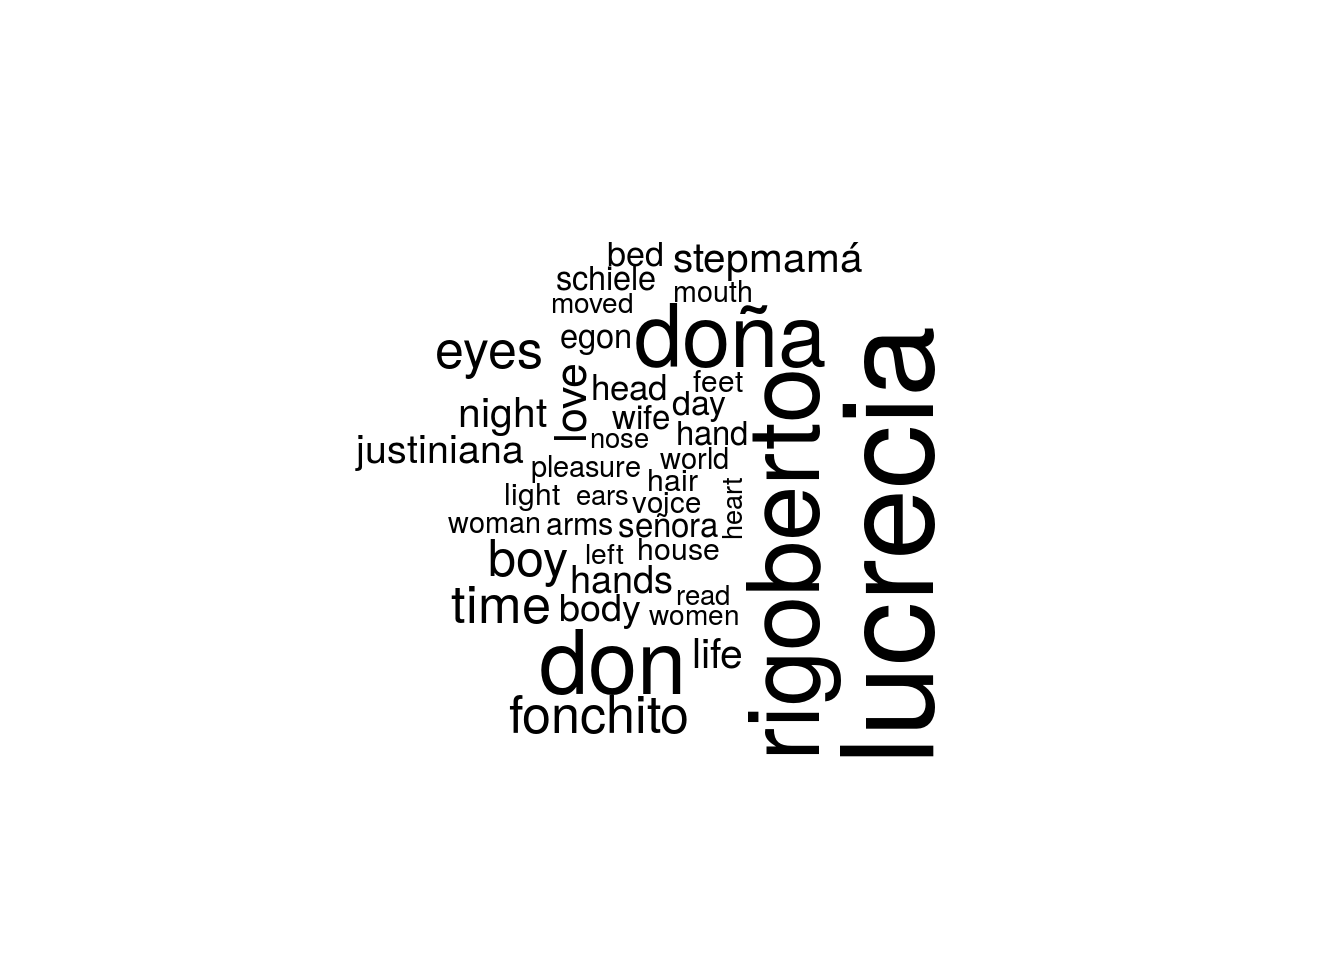 bed
stepmamá
schiele
moved
mouth
egon
doña
eyes
love
head
feet
night
wife
day
nose
hand
justiniana
pleasure
world
hair
light
ears
voice
heart
woman
arms
señora
boy
left
house
hands
time
body
read
women
don
life
fonchito
rigoberto
lucrecia